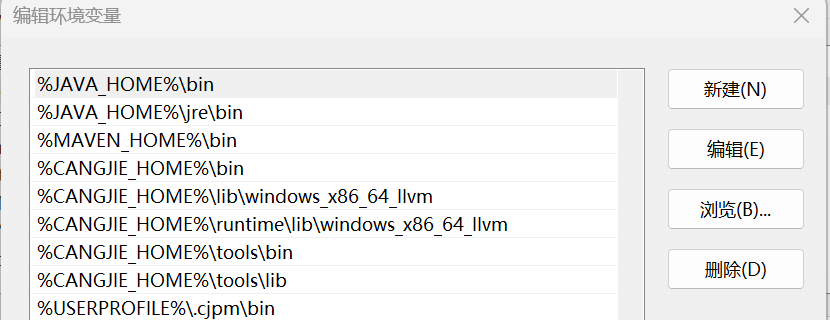 编辑环境变量
%JAVA_HOME%\bin
%JAVA_HOME%\jre\bin
%MAVEN_HOME%\bin
%CANGJIE_HOME%\bin
%CANGJIE_HOME%\lib\windows_x86_64_llvm
%CANGJIE_HOME%\runtime\lib\windows_x86_64_llvm
%CANGJIE_HOME%\tools\bin
%CANGJIE_HOME%\tools\lib
%USERPROFILE%\.cjpm\bin
新建(N)
编辑(E)
浏览(B)...
删除(D)